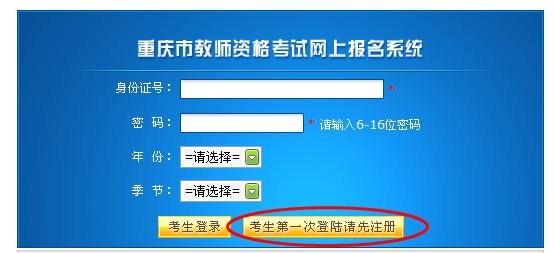 重庆市教师资格考试网上报名系统
身份证号： *
密 码： * 请输入6-16位密码
年 份： =请选择=
季 节： =请选择=
考生登录 考生第一次登陆请先注册